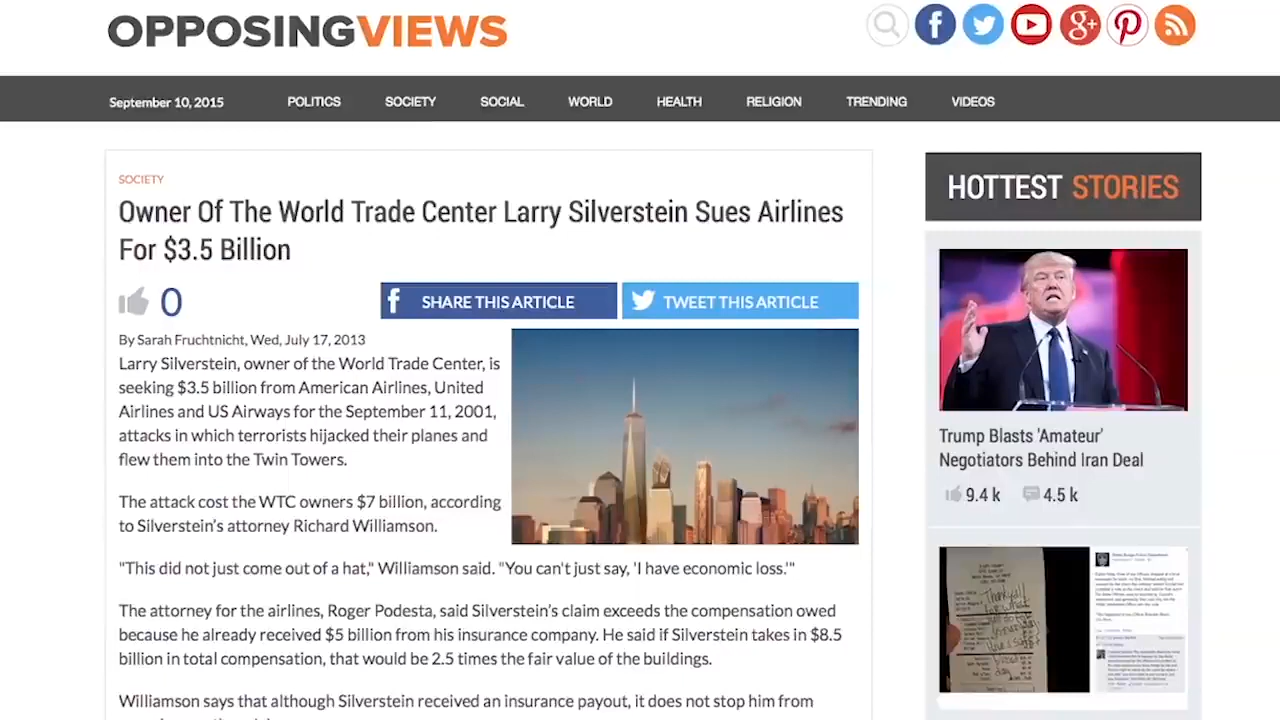 OPPOSINGVIEWS
September 10, 2015
POLITICS
SOCIETY
SOCIAL
WORLD
HEALTH
RELIGION
TRENDING
VIDEOS
SOCIETY
Owner Of The World Trade Center Larry Silverstein Sues Airlines
For $3.5 Billion
0
SHARE THIS ARTICLE
TWEET THIS ARTICLE
By Sarah Fruchtnicht, Wed, July 17, 2013
Larry Silverstein, owner of the World Trade Center, is
seeking $3.5 billion from American Airlines, United
Airlines and US Airways for the September 11, 2001,
attacks in which terrorists hijacked their planes and
flew them into the Twin Towers.
The attack cost the WTC owners $7 billion, according
to Silverstein's attorney Richard Williamson.
"This did not just come out of a hat," Williamson said. "You can't just say, 'I have economic loss.'"
The attorney for the airlines, Roger Podesta, said Silverstein's claim exceeds the compensation owed
because he already received $5 billion from his insurance company. He said if Silverstein takes in $8.5
billion in total compensation, that would be 2.5 times the fair value of the buildings.
Williamson says that although Silverstein received an insurance payout, it does not stop him from
HOTTEST STORIES
Trump Blasts 'Amateur'
Negotiators Behind Iran Deal
9.4 k
4.5 k